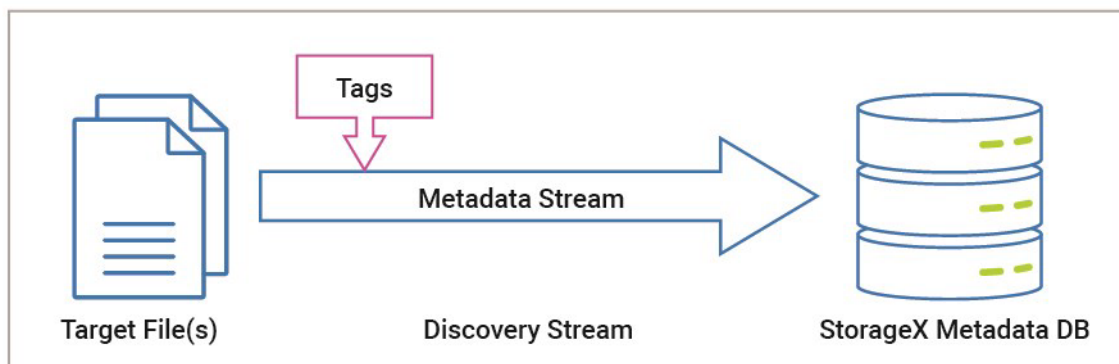 Tags
Metadata Stream
Target File(s)
Discovery Stream
StorageX Metadata DB